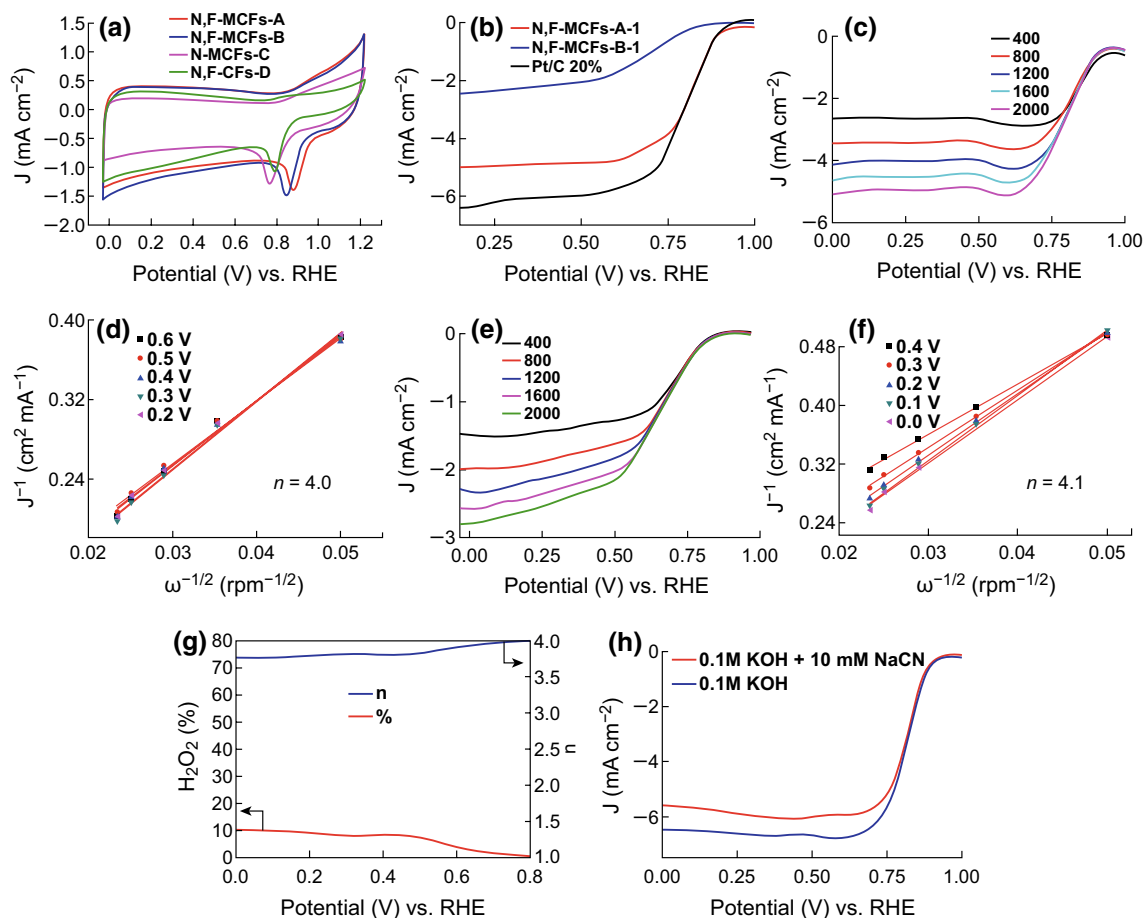 (a)
N,F-MCFs-A
N,F-MCFs-B
N-MCFs-C
N,F-CFs-D
1.5
1.0
0.5
0.0
−0.5
−1.0
−1.5
−2.0
J (mA cm⁻²)
0.0 0.2 0.4 0.6 0.8 1.0 1.2
Potential (V) vs. RHE
(b)
N,F-MCFs-A-1
N,F-MCFs-B-1
Pt/C 20%
0
−2
−4
−6
J (mA cm⁻²)
0.25 0.50 0.75 1.00
Potential (V) vs. RHE
(c)
400
800
1200
1600
2000
0
−2
−4
−6
J (mA cm⁻²)
0.00 0.25 0.50 0.75 1.00
Potential (V) vs. RHE
(d)
0.6 V
0.5 V
0.4 V
0.3 V
0.2 V
0.40
0.32
0.24
J⁻¹ (cm² mA⁻¹)
n = 4.0
0.02 0.03 0.04 0.05
ω⁻¹/² (rpm⁻¹/²)
(e)
400
800
1200
1600
2000
0
−1
−2
−3
J (mA cm⁻²)
0.00 0.25 0.50 0.75 1.00
Potential (V) vs. RHE
(f)
0.4 V
0.3 V
0.2 V
0.1 V
0.0 V
0.48
0.40
0.32
0.24
J⁻¹ (cm² mA⁻¹)
n = 4.1
0.02 0.03 0.04 0.05
ω⁻¹/² (rpm⁻¹/²)
(g)
n
%
80
70
60
50
40
30
20
10
0
H₂O₂ (%)
4.0
3.5
3.0
2.5
2.0
1.5
1.0
n
0.0 0.2 0.4 0.6 0.8
Potential (V) vs. RHE
(h)
0.1M KOH + 10 mM NaCN
0.1M KOH
0
−2
−4
−6
J (mA cm⁻²)
0.00 0.25 0.50 0.75 1.00
Potential (V) vs. RHE